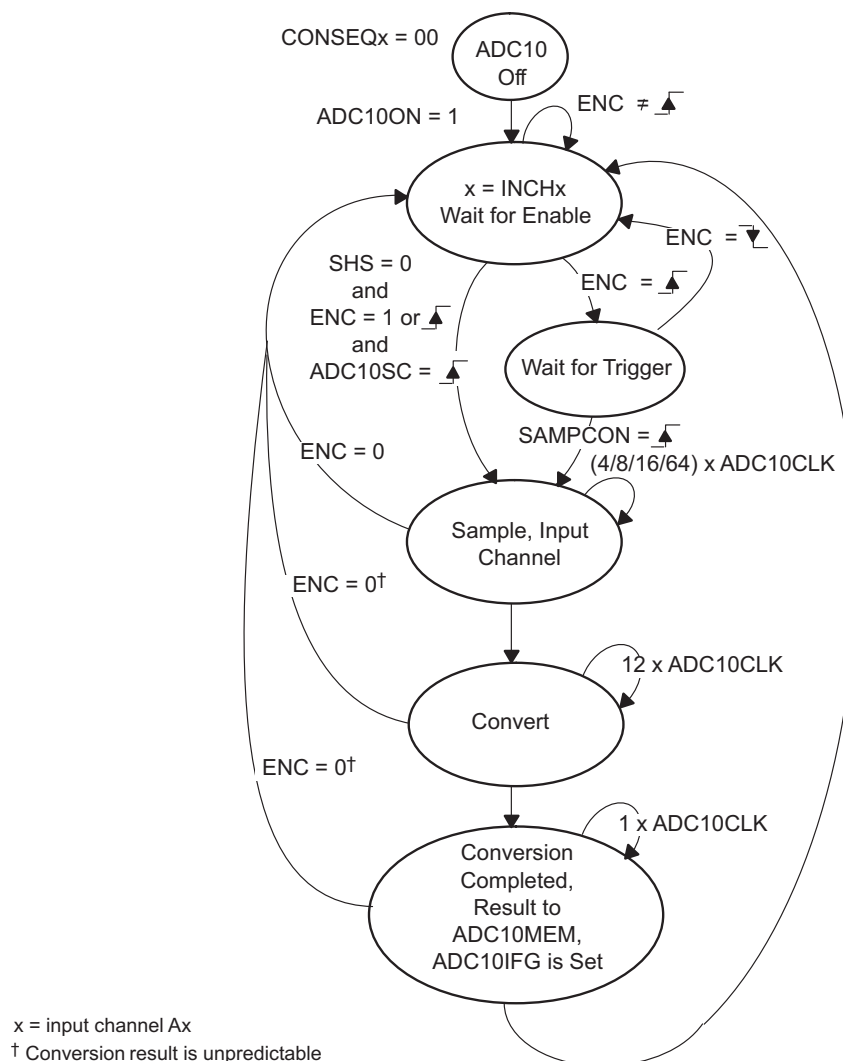 CONSEQx = 00
ADC10
Off
ADC10ON = 1
ENC ≠
x = INCHx
Wait for Enable
ENC =
SHS = 0
and
ENC = 1 or
and
ADC10SC =
ENC =
Wait for Trigger
SAMPCON =
(4/8/16/64) x ADC10CLK
ENC = 0
Sample, Input
Channel
ENC = 0†
12 x ADC10CLK
Convert
ENC = 0†
1 x ADC10CLK
Conversion
Completed,
Result to
ADC10MEM,
ADC10IFG is Set
x = input channel Ax
† Conversion result is unpredictable